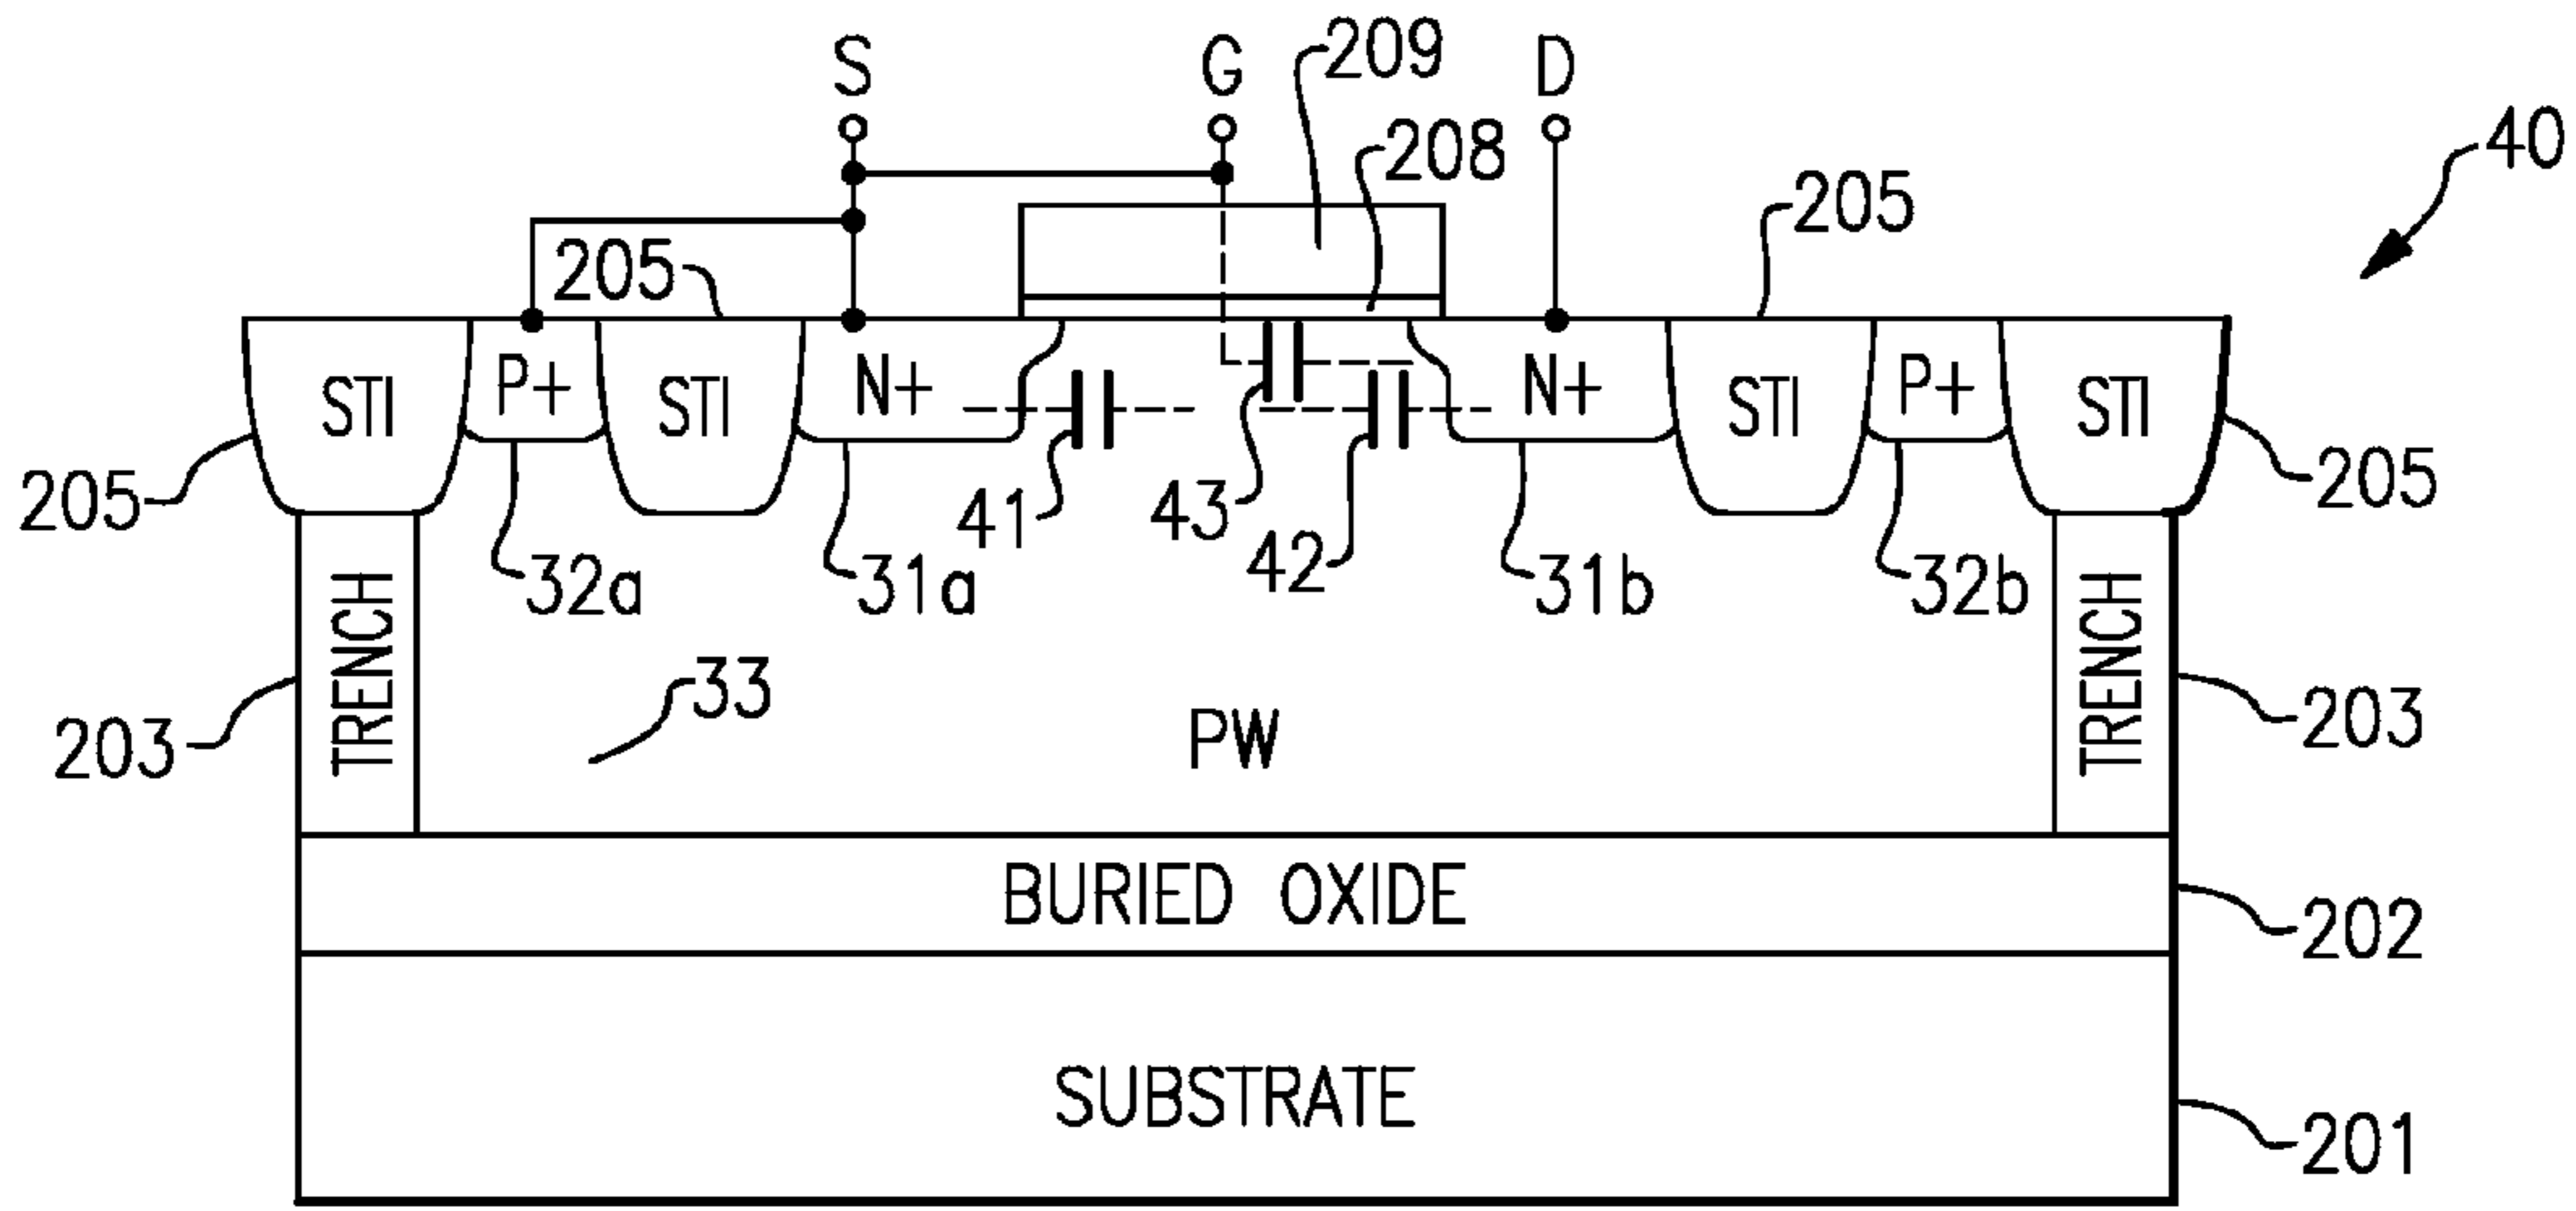 S G D 209
208
40
205
205
STI P+ STI N+ N+ STI P+ STI
205 41 43 42 205
32a 31a 31b 32b
TRENCH TRENCH
33
203 PW 203
BURIED OXIDE
202
SUBSTRATE
201